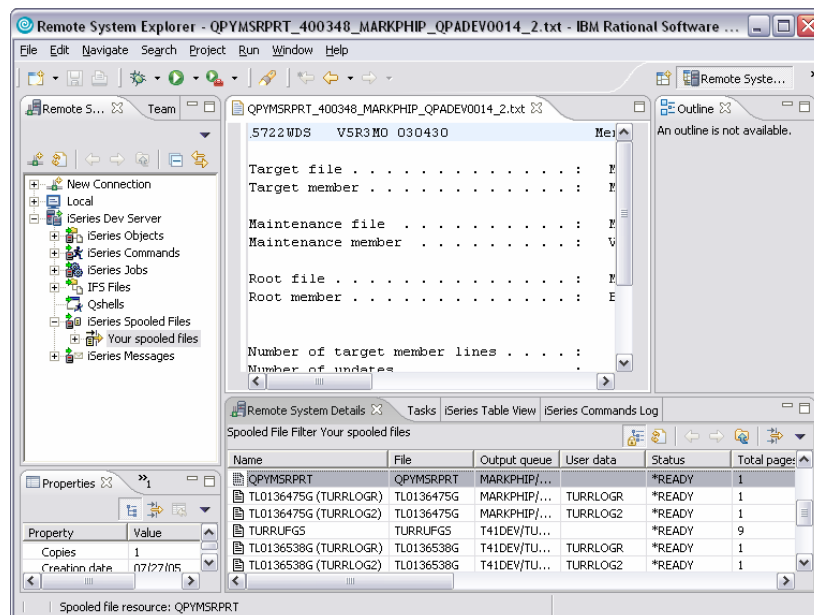 Remote System Explorer - QPYMSRPRT_400348_MARKPHIP_QPADEV0014_2.txt - IBM Rational Software ...
File Edit Navigate Search Project Run Window Help
Remote Syste...
Remote S... Team
New Connection
Local
iSeries Dev Server
iSeries Objects
iSeries Commands
iSeries Jobs
IFS Files
Qshells
iSeries Spooled Files
Your spooled files
iSeries Messages
QPYMSRPRT_400348_MARKPHIP_QPADEV0014_2.txt
5722WDS V5R3M0 030430 Mer
Target file . . . . . . . . . . . . . . : M
Target member . . . . . . . . . . . . : M
Maintenance file . . . . . . . . . . . : M
Maintenance member . . . . . . . . . : V
Root file . . . . . . . . . . . . . . . : M
Root member . . . . . . . . . . . . . : E
Number of target member lines . . . . :
Number of updates :
Outline
An outline is not available.
Properties »1
Property Value
Copies 1
Creation date 07/27/05
Remote System Details Tasks iSeries Table View iSeries Commands Log
Spooled File Filter Your spooled files
Name File Output queue User data Status Total pages
QPYMSRPRT QPYMSRPRT MARKPHIP/... *READY 1
TL0136475G (TURRLOGR) TL0136475G MARKPHIP/... TURRLOGR *READY 1
TL0136475G (TURRLOG2) TL0136475G MARKPHIP/... TURRLOG2 *READY 1
TURRUFGS TURRUFGS T41DEV/TU... *READY 9
TL0136538G (TURRLOGR) TL0136538G T41DEV/TU... TURRLOGR *READY 1
TL0136538G (TURRLOG2) TL0136538G T41DEV/TU... TURRLOG2 *READY 1
Spooled file resource: QPYMSRPRT